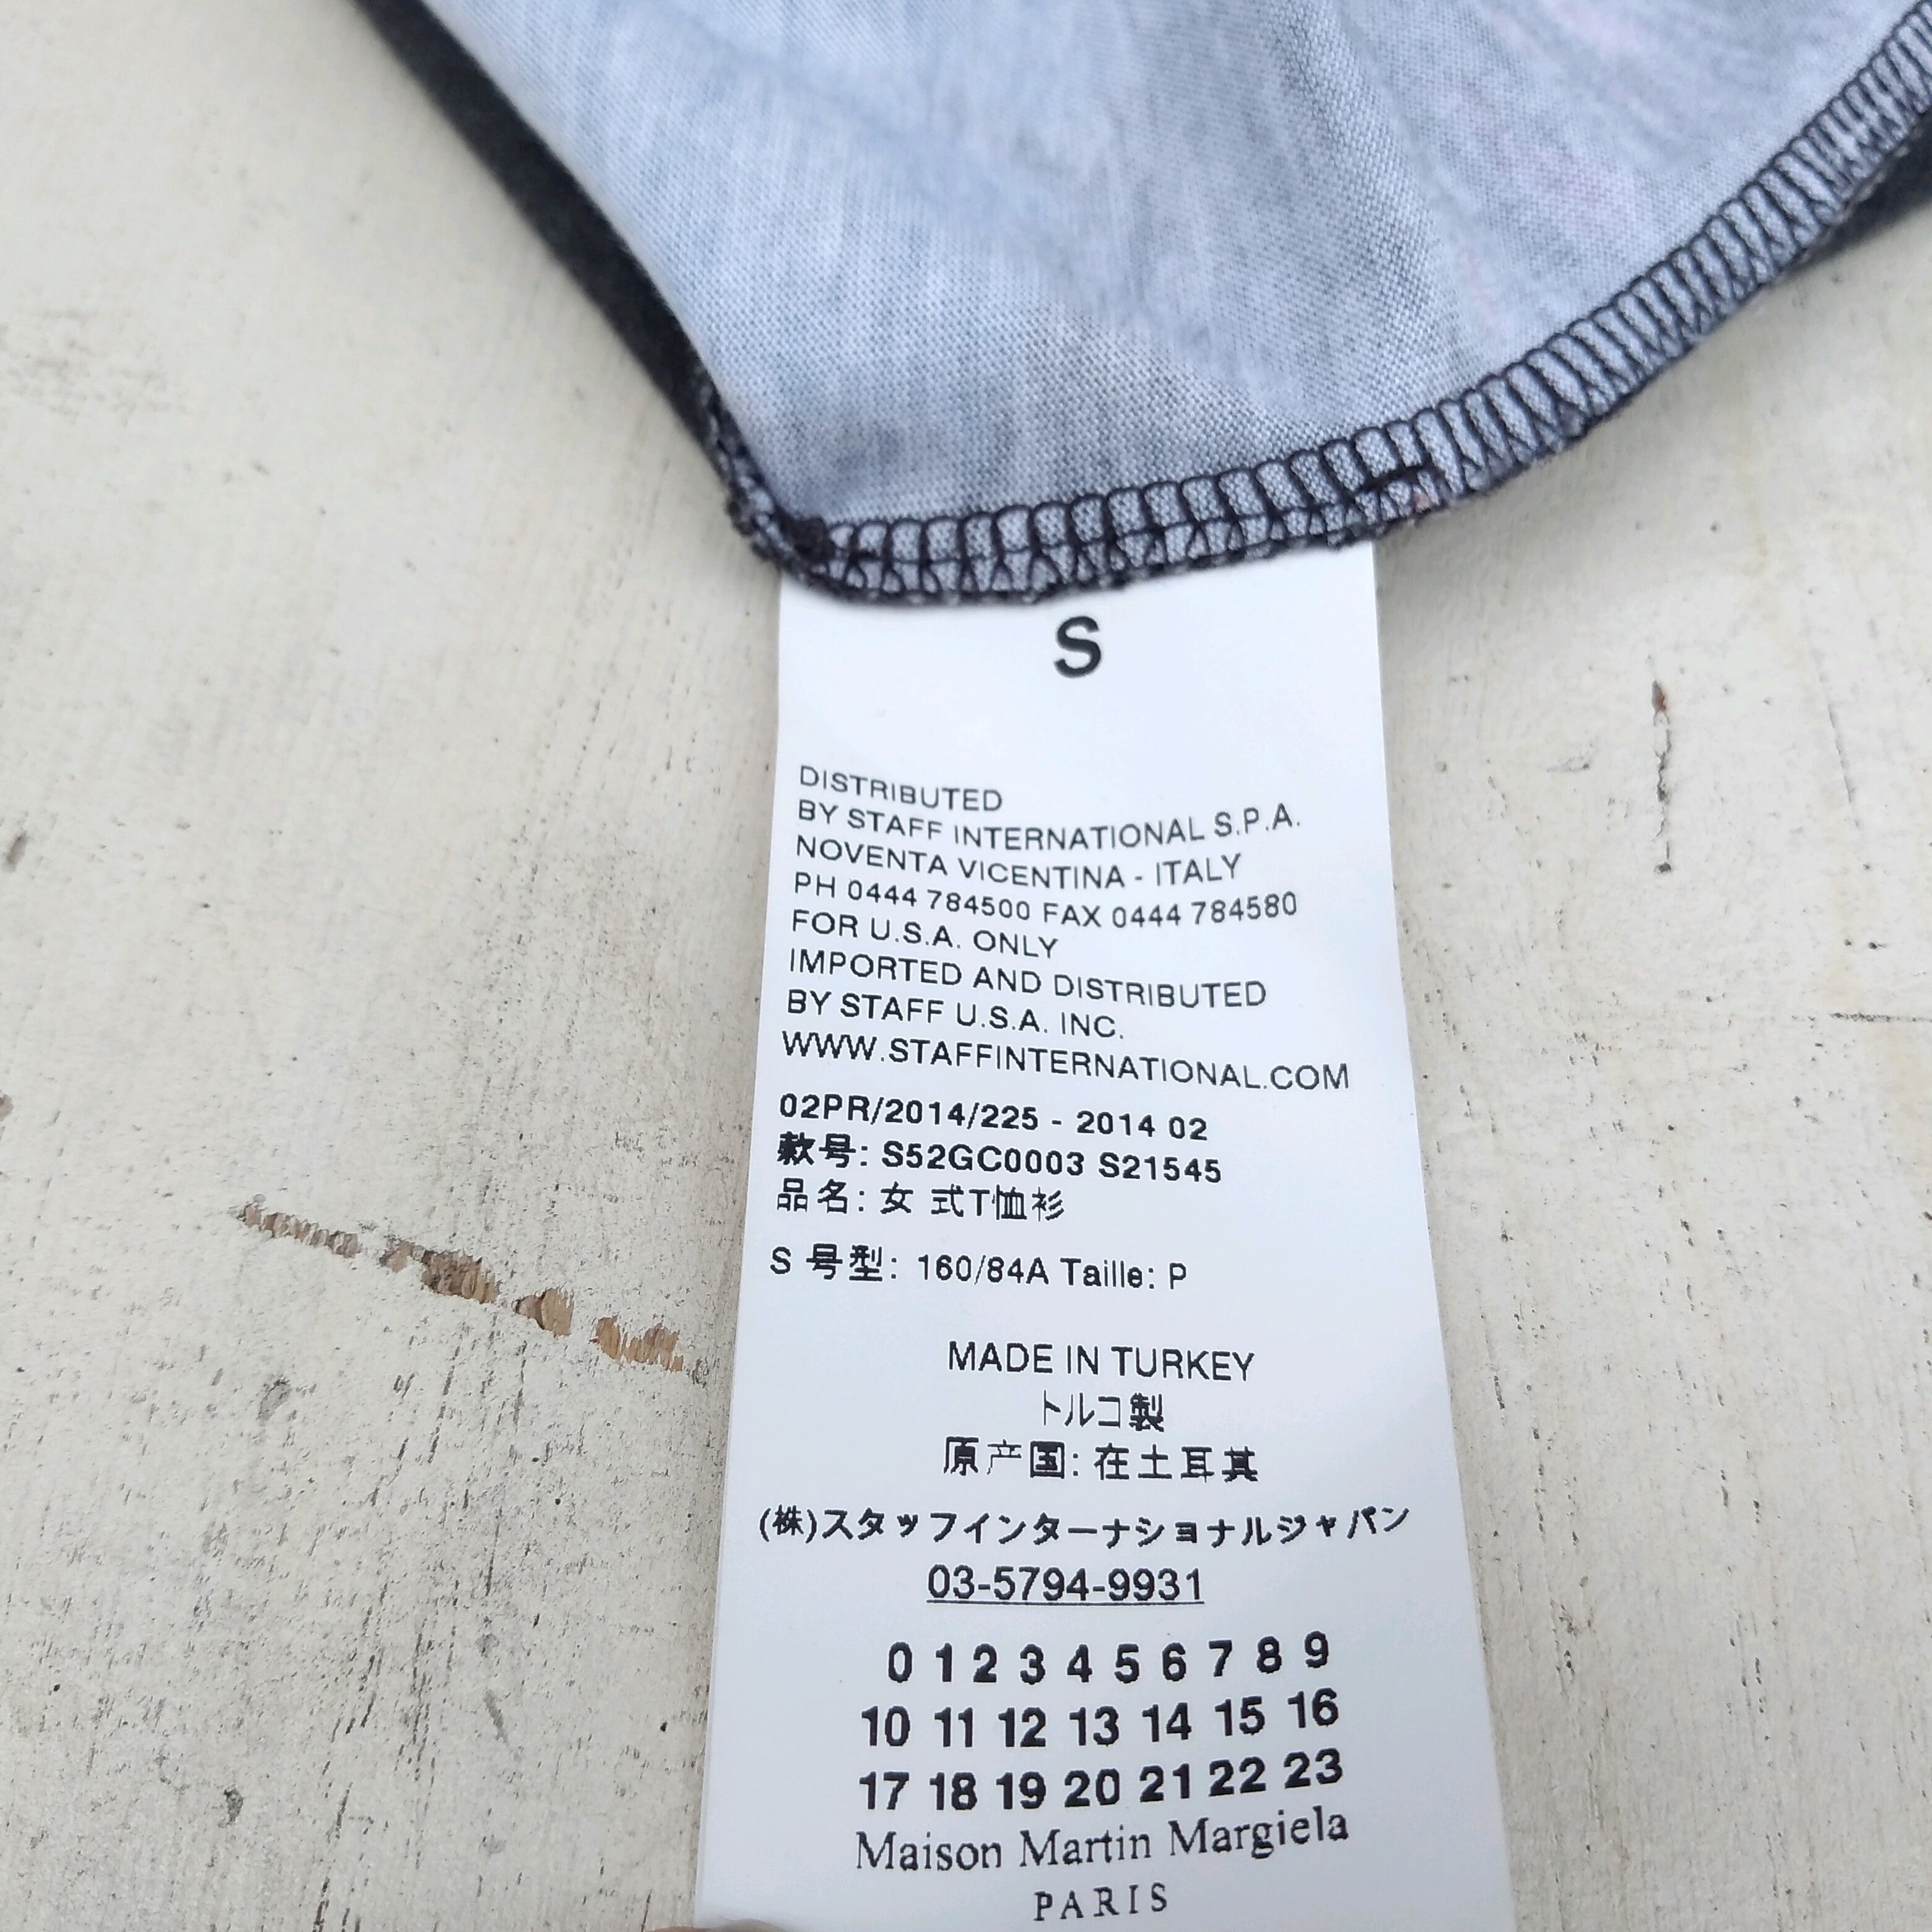 S
DISTRIBUTED
BY STAFF INTERNATIONAL S.P.A.
NOVENTA VICENTINA - ITALY
PH 0444 784500 FAX 0444 784580
FOR U.S.A. ONLY
IMPORTED AND DISTRIBUTED
BY STAFF U.S.A. INC.
WWW.STAFFINTERNATIONAL.COM
02PR/2014/225 - 2014 02
款号: S52GC0003 S21545
品名: 女 式T恤衫
S 号型: 160/84A Taille: P
MADE IN TURKEY
トルコ製
原产国: 在土耳其
(株)スタッフインターナショナルジャパン
03-5794-9931
0 1 2 3 4 5 6 7 8 9
10 11 12 13 14 15 16
17 18 19 20 21 22 23
Maison Martin Margiela
PARIS